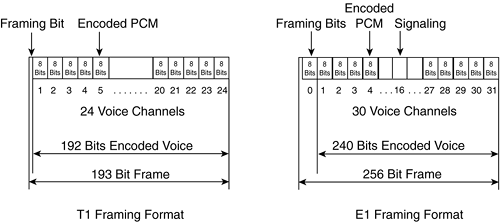 Framing Bit
Encoded PCM
8 Bits 8 Bits 8 Bits 8 Bits 8 Bits 8 Bits 8 Bits 8 Bits 8 Bits 8 Bits
1 2 3 4 5 ....... 20 21 22 23 24
24 Voice Channels
192 Bits Encoded Voice
193 Bit Frame
T1 Framing Format
Framing Bits
Encoded PCM
Signaling
8 Bits 8 Bits 8 Bits 8 Bits 8 Bits 8 Bits 8 Bits 8 Bits 8 Bits 8 Bits
0 1 2 3 4 ...16... 27 28 29 30 31
30 Voice Channels
240 Bits Encoded Voice
256 Bit Frame
E1 Framing Format